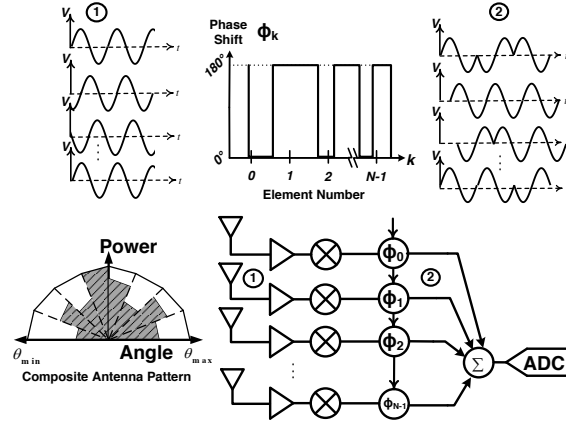 1
V
t
V
t
V
t
V
t
Phase Shift ϕk
180°
0°
0 1 2 N-1
k
Element Number
2
V
t
V
t
V
t
V
t
Power
θmin
Angle
θmax
Composite Antenna Pattern
1
2
ϕ0
ϕ1
ϕ2
ϕN-1
Σ
ADC